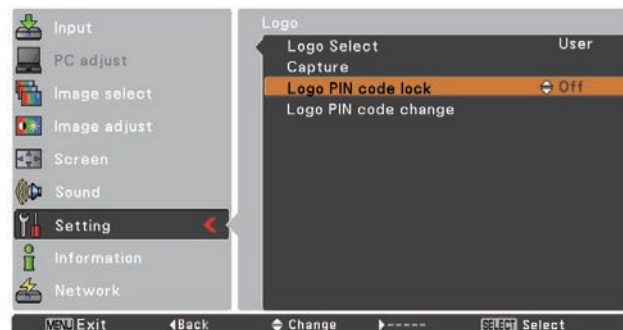 Input
PC adjust
Image select
Image adjust
Screen
Sound
Setting
Information
Network
Logo
Logo Select User
Capture
Logo PIN code lock Off
Logo PIN code change
MENU Exit Back Change ----- SELECT Select